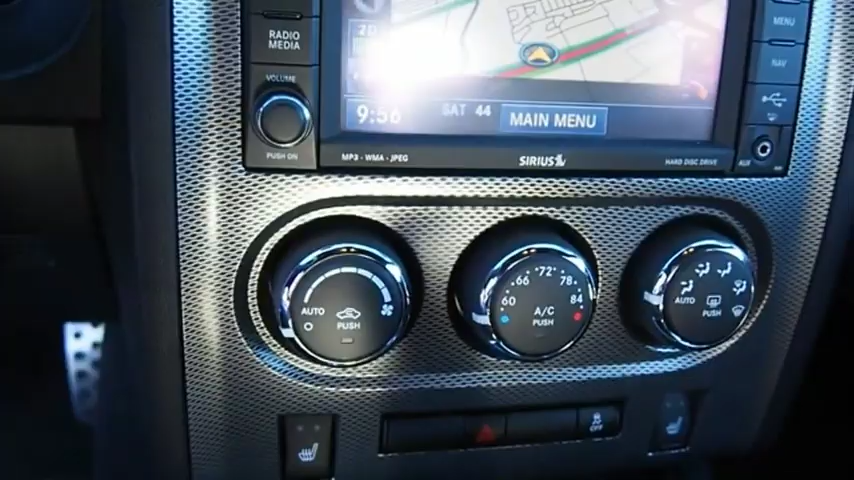 RADIO
MEDIA
VOLUME
PUSH ON
2D
9:56 SAT 44 MAIN MENU
MENU
NAV
AUX
MP3 - WMA - JPEG SIRIUS HARD DISC DRIVE
AUTO
PUSH
60 66 72 78 84
A/C
PUSH
AUTO
PUSH
OFF